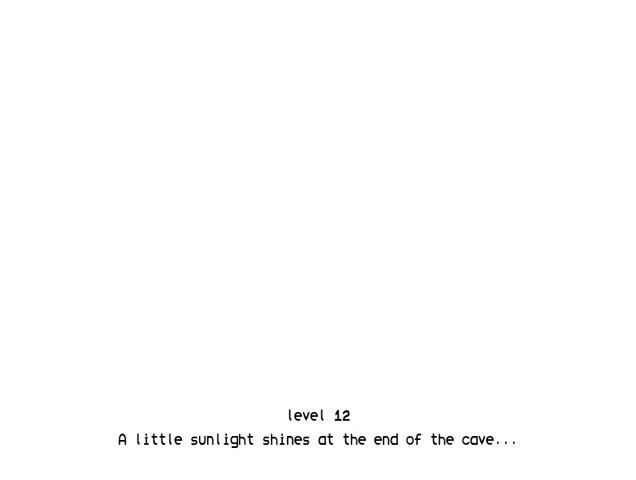 level 12
A little sunlight shines at the end of the cave...